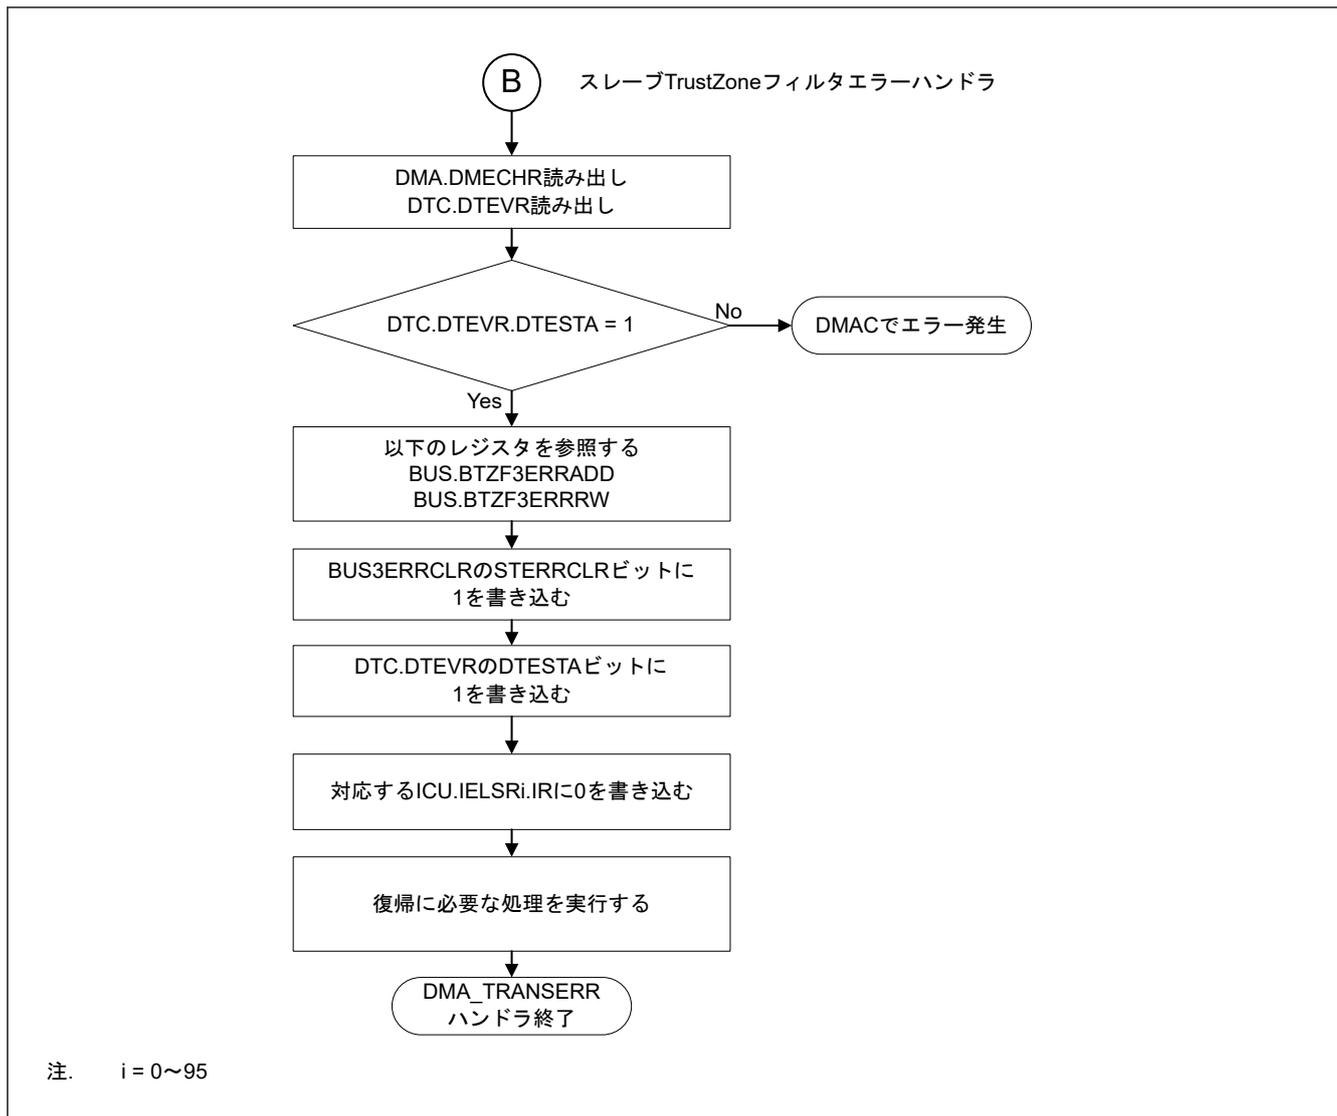 B
スレーブTrustZoneフィルタエラーハンドラ
DMA.DMECHR読み出し
DTC.DTEVR読み出し
DTC.DTEVR.DTESTA = 1
No
DMACでエラー発生
Yes
以下のレジスタを参照する
BUS.BTZF3ERRADD
BUS.BTZF3ERRRW
BUS3ERRCLRのSTERRCLRビットに
1を書き込む
DTC.DTEVRのDTESTAビットに
1を書き込む
対応するICU.IELSRi.IRに0を書き込む
復帰に必要な処理を実行する
DMA_TRANSERR
ハンドラ終了
注. i = 0～95